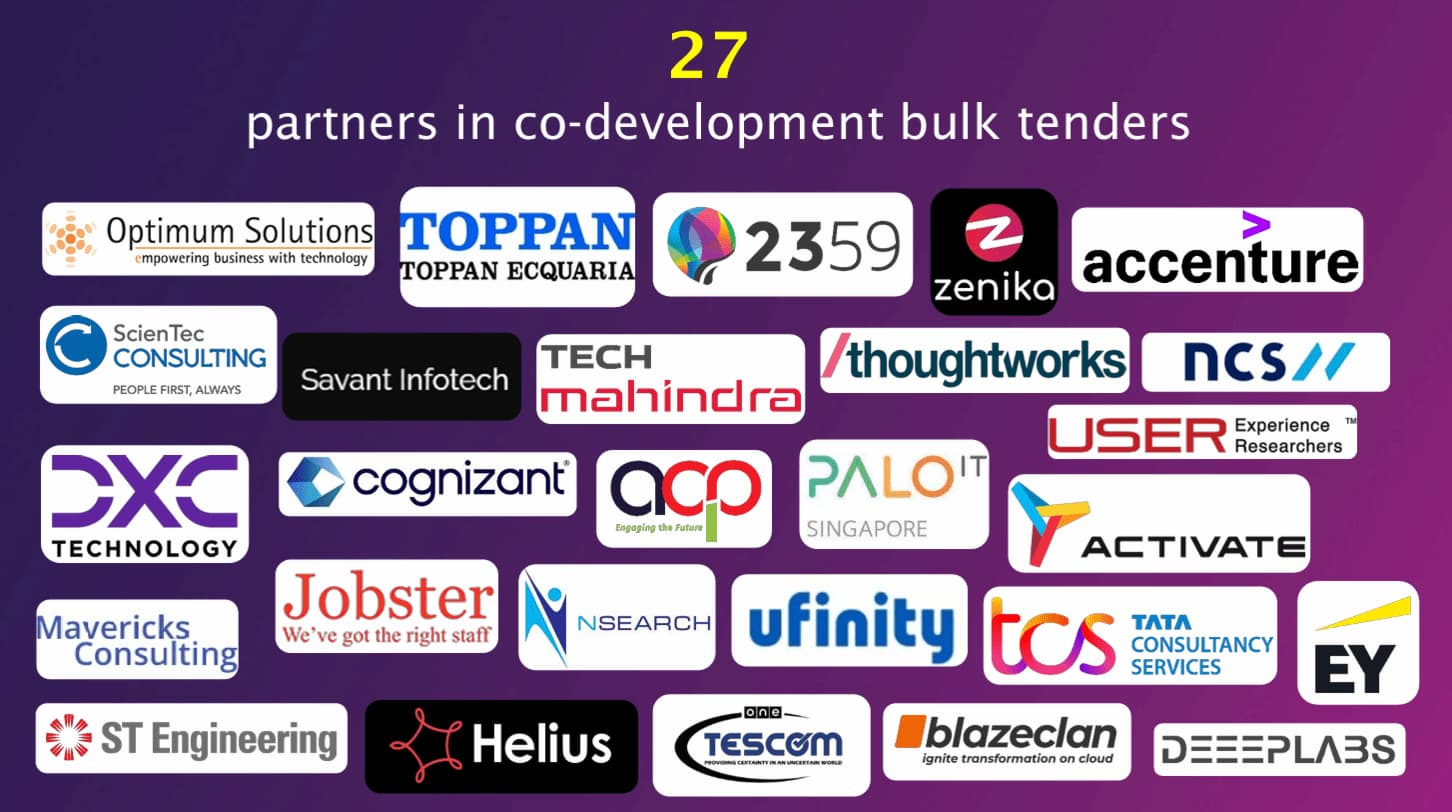 27
partners in co-development bulk tenders
Optimum Solutions
empowering business with technology
TOPPAN
TOPPAN ECQUARIA
2359
zenika
>
accenture
ScienTec
CONSULTING
PEOPLE FIRST, ALWAYS
Savant Infotech
TECH
mahindra
/thoughtworks
ncs//
USER Experience Researchers™
DXC
TECHNOLOGY
cognizant®
acp
Engaging the Future
PALO IT
SINGAPORE
ACTIVATE
Mavericks
Consulting
Jobster
We've got the right staff
NSEARCH
ufinity
tcs
TATA
CONSULTANCY
SERVICES
EY
ST Engineering
Helius
one
TESCOM
PROVIDING CERTAINTY IN AN UNCERTAIN WORLD
blazeclan
ignite transformation on cloud
DEEEPLABS